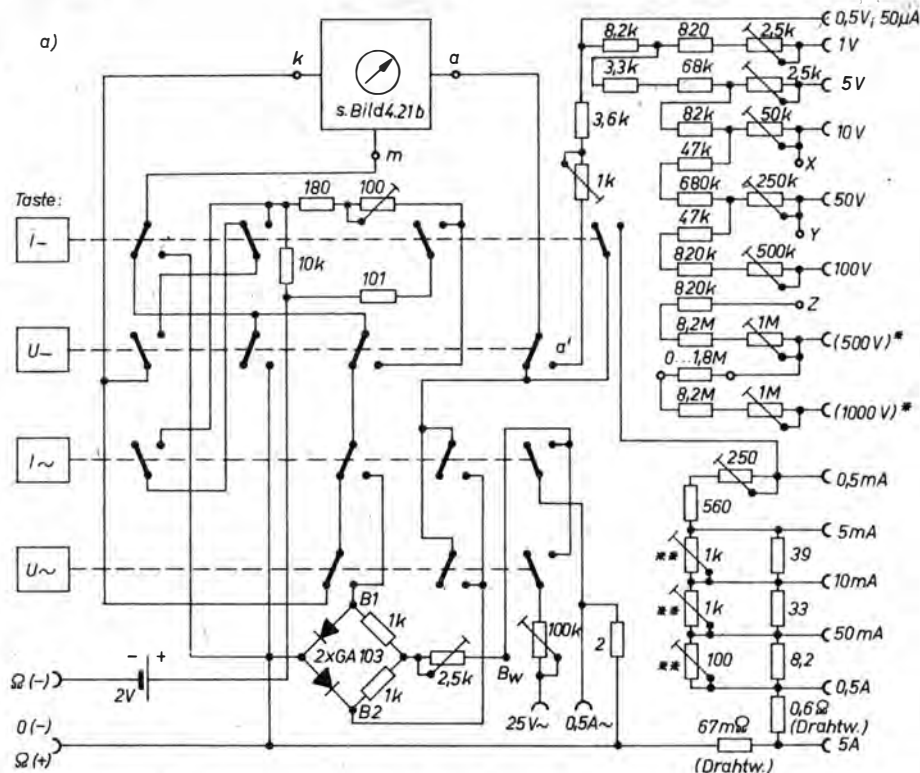 a)
k
a
s. Bild 4.21b
m
0,5V; 50µA
8,2k
820
2,5k
1V
3,3k
68k
2,5k
5V
3,6k
82k
50k
10V
47k
X
1k
680k
250k
50V
47k
Y
820k
500k
100V
820k
Z
8,2M
1M
(500V)*
0...1,8M
8,2M
1M
(1000V)*
Taste:
I–
180
100
10k
101
U–
a'
I~
250
0,5mA
560
5mA
**
1k
39
10mA
**
1k
33
50mA
**
100
8,2
0,5A
0,6Ω
(Drahtw.)
67mΩ
(Drahtw.)
5A
U~
B1
1k
2xGA103
1k
B2
2,5k
Bw
100k
2
25V~
0,5A~
Ω(–)
– +
2V
0(–)
Ω(+)